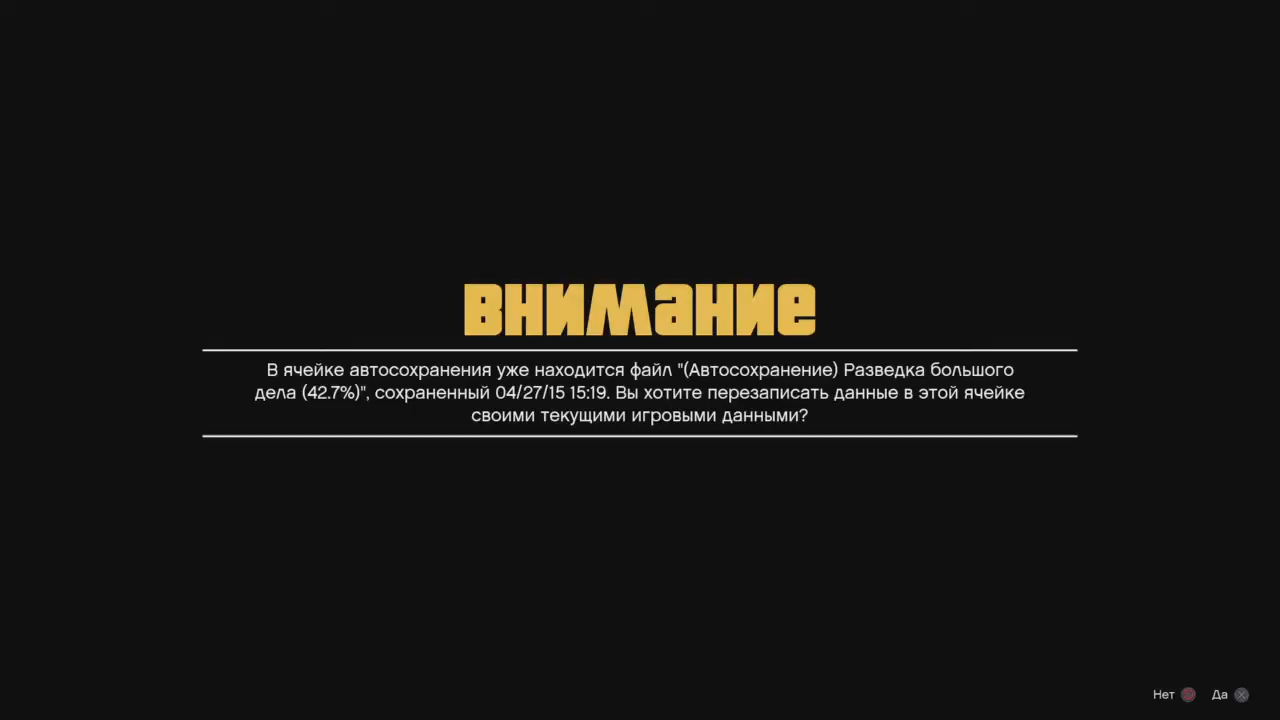 внимание
В ячейке автосохранения уже находится файл "(Автосохранение) Разведка большого
дела (42.7%)", сохраненный 04/27/15 15:19. Вы хотите перезаписать данные в этой ячейке
своими текущими игровыми данными?
Нет Да